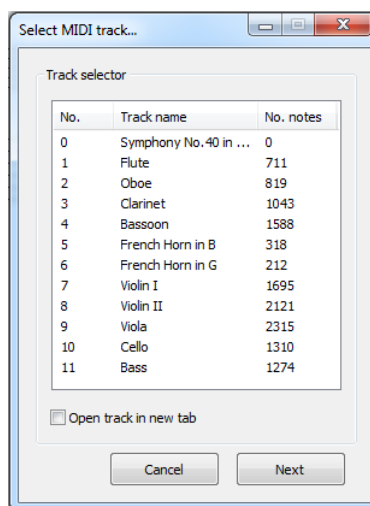 Select MIDI track...
Track selector
No. Track name No. notes
0 Symphony No.40 in ... 0
1 Flute 711
2 Oboe 819
3 Clarinet 1043
4 Bassoon 1588
5 French Horn in B 318
6 French Horn in G 212
7 Violin I 1695
8 Violin II 2121
9 Viola 2315
10 Cello 1310
11 Bass 1274
Open track in new tab
Cancel Next